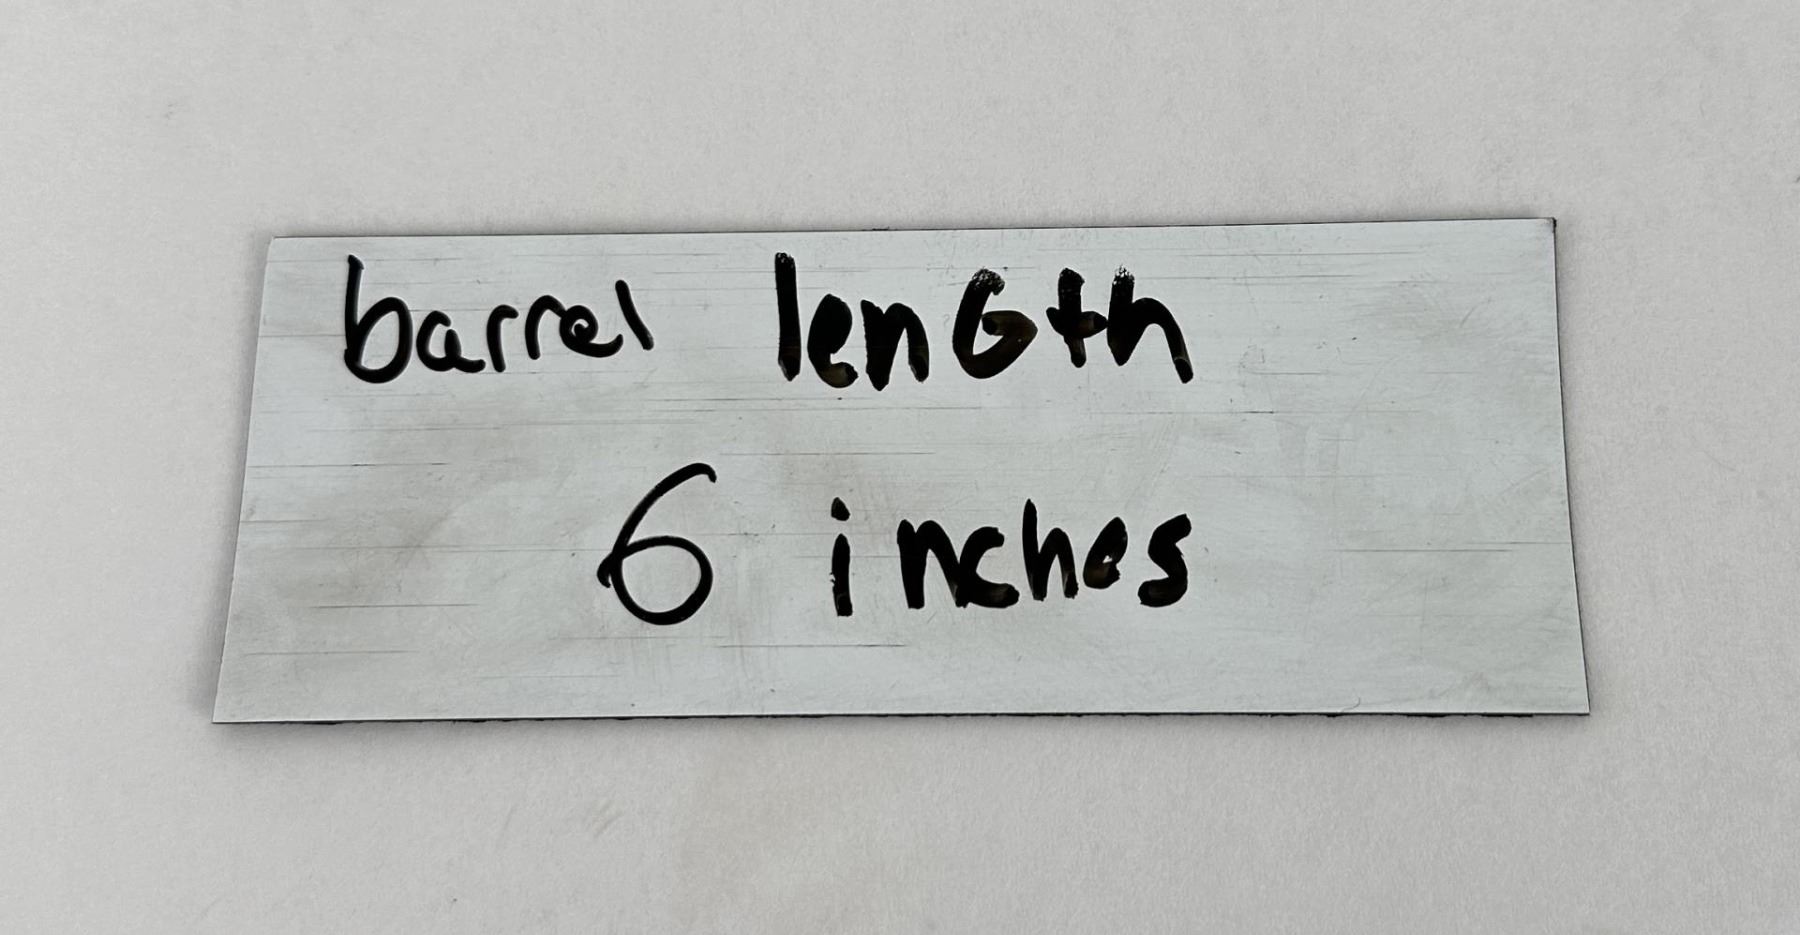 barrel lenGth
6 inches